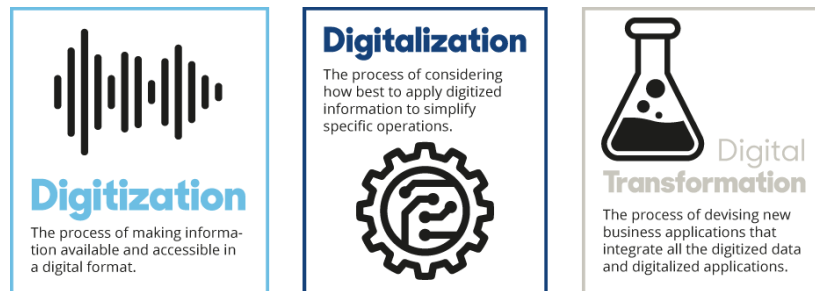 Digitization
The process of making informa-
tion available and accessible in
a digital format.
Digitalization
The process of considering
how best to apply digitized
information to simplify
specific operations.
Digital
Transformation
The process of devising new
business applications that
integrate all the digitized data
and digitalized applications.